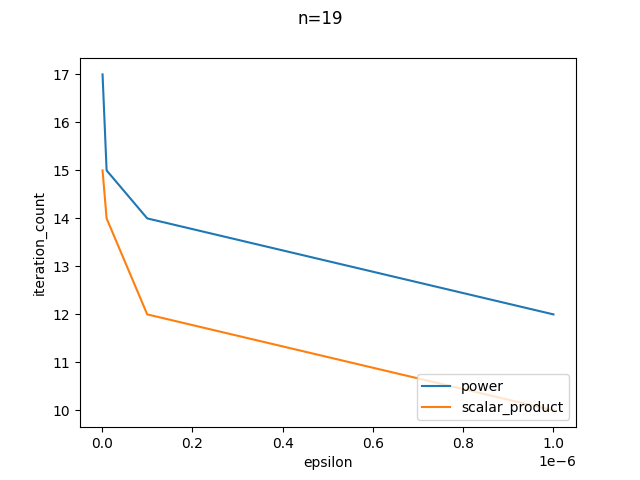 n=19
17
16
15
14
13
12
11
10
iteration_count
power
scalar_product
0.0 0.2 0.4 0.6 0.8 1.0
1e−6
epsilon